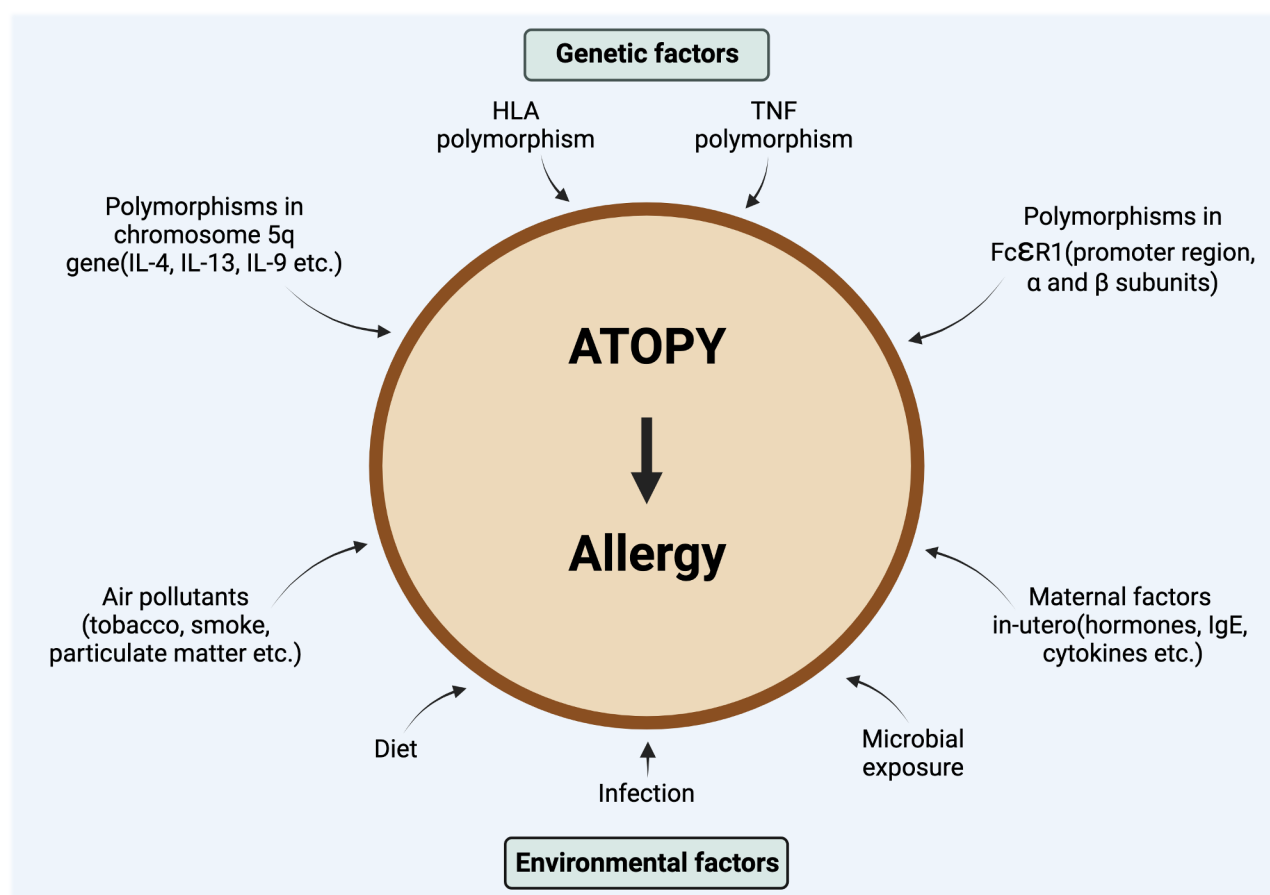 Genetic factors
HLA
polymorphism
TNF
polymorphism
Polymorphisms in
chromosome 5q
gene(IL-4, IL-13, IL-9 etc.)
Polymorphisms in
FcƐR1(promoter region,
α and β subunits)
ATOPY
Allergy
Air pollutants
(tobacco, smoke,
particulate matter etc.)
Maternal factors
in-utero(hormones, IgE,
cytokines etc.)
Diet
Microbial
exposure
Infection
Environmental factors